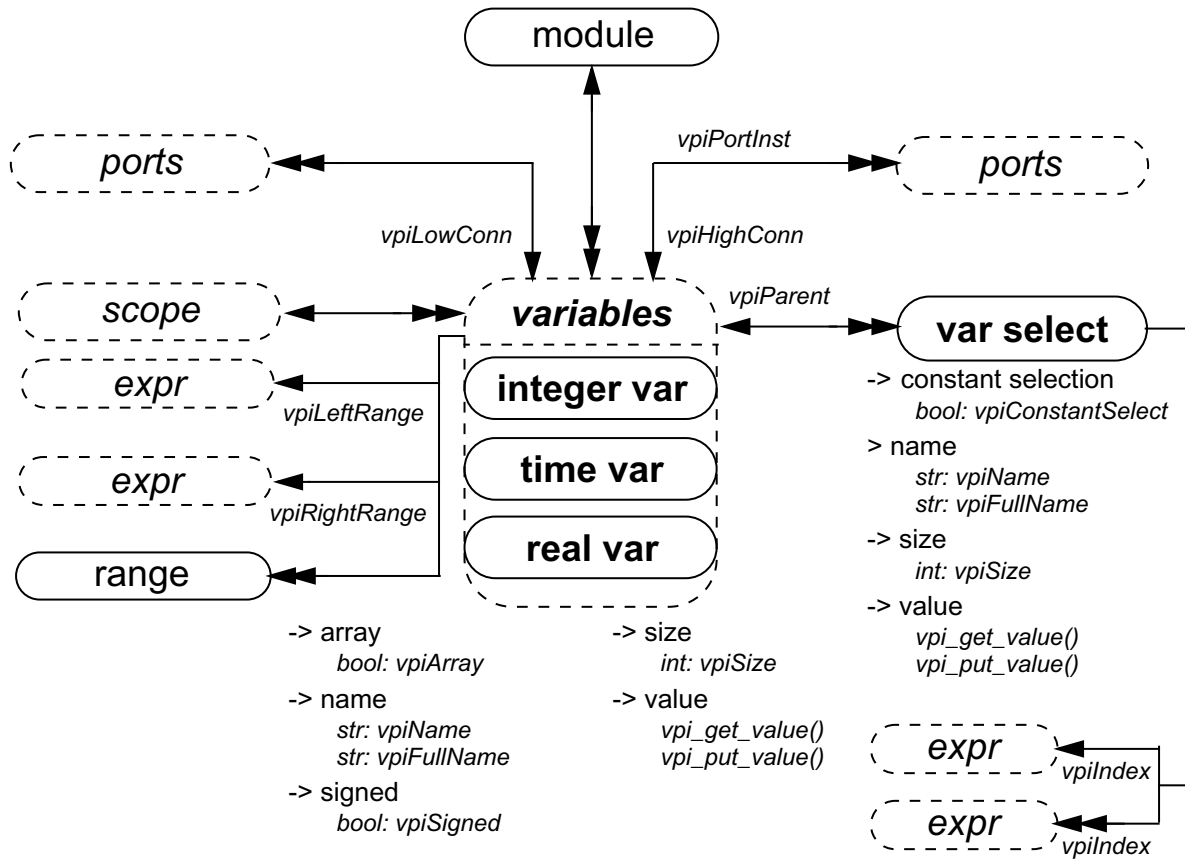 module
ports
vpiPortInst
ports
vpiLowConn
vpiHighConn
scope
variables
vpiParent
var select
expr
vpiLeftRange
integer var
-> constant selection
bool: vpiConstantSelect
> name
str: vpiName
str: vpiFullName
expr
vpiRightRange
time var
-> size
int: vpiSize
range
real var
-> value
vpi_get_value()
vpi_put_value()
-> array
bool: vpiArray
-> name
str: vpiName
str: vpiFullName
-> signed
bool: vpiSigned
-> size
int: vpiSize
-> value
vpi_get_value()
vpi_put_value()
expr
vpiIndex
expr
vpiIndex